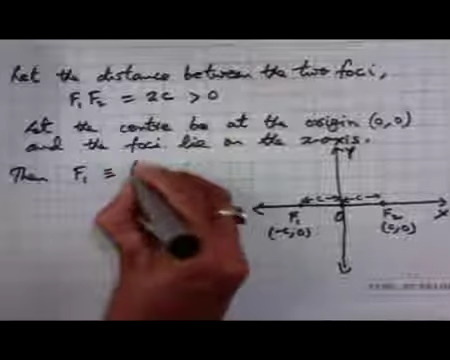 Let the distance between the two foci,
F₁F₂ = 2c > 0
Let the centre be at the origin (0,0)
and the foci lie on the x-axis.
Then F₁ ≡ (
Y
c c
F₁ O F₂ X
(-c,0) (c,0)